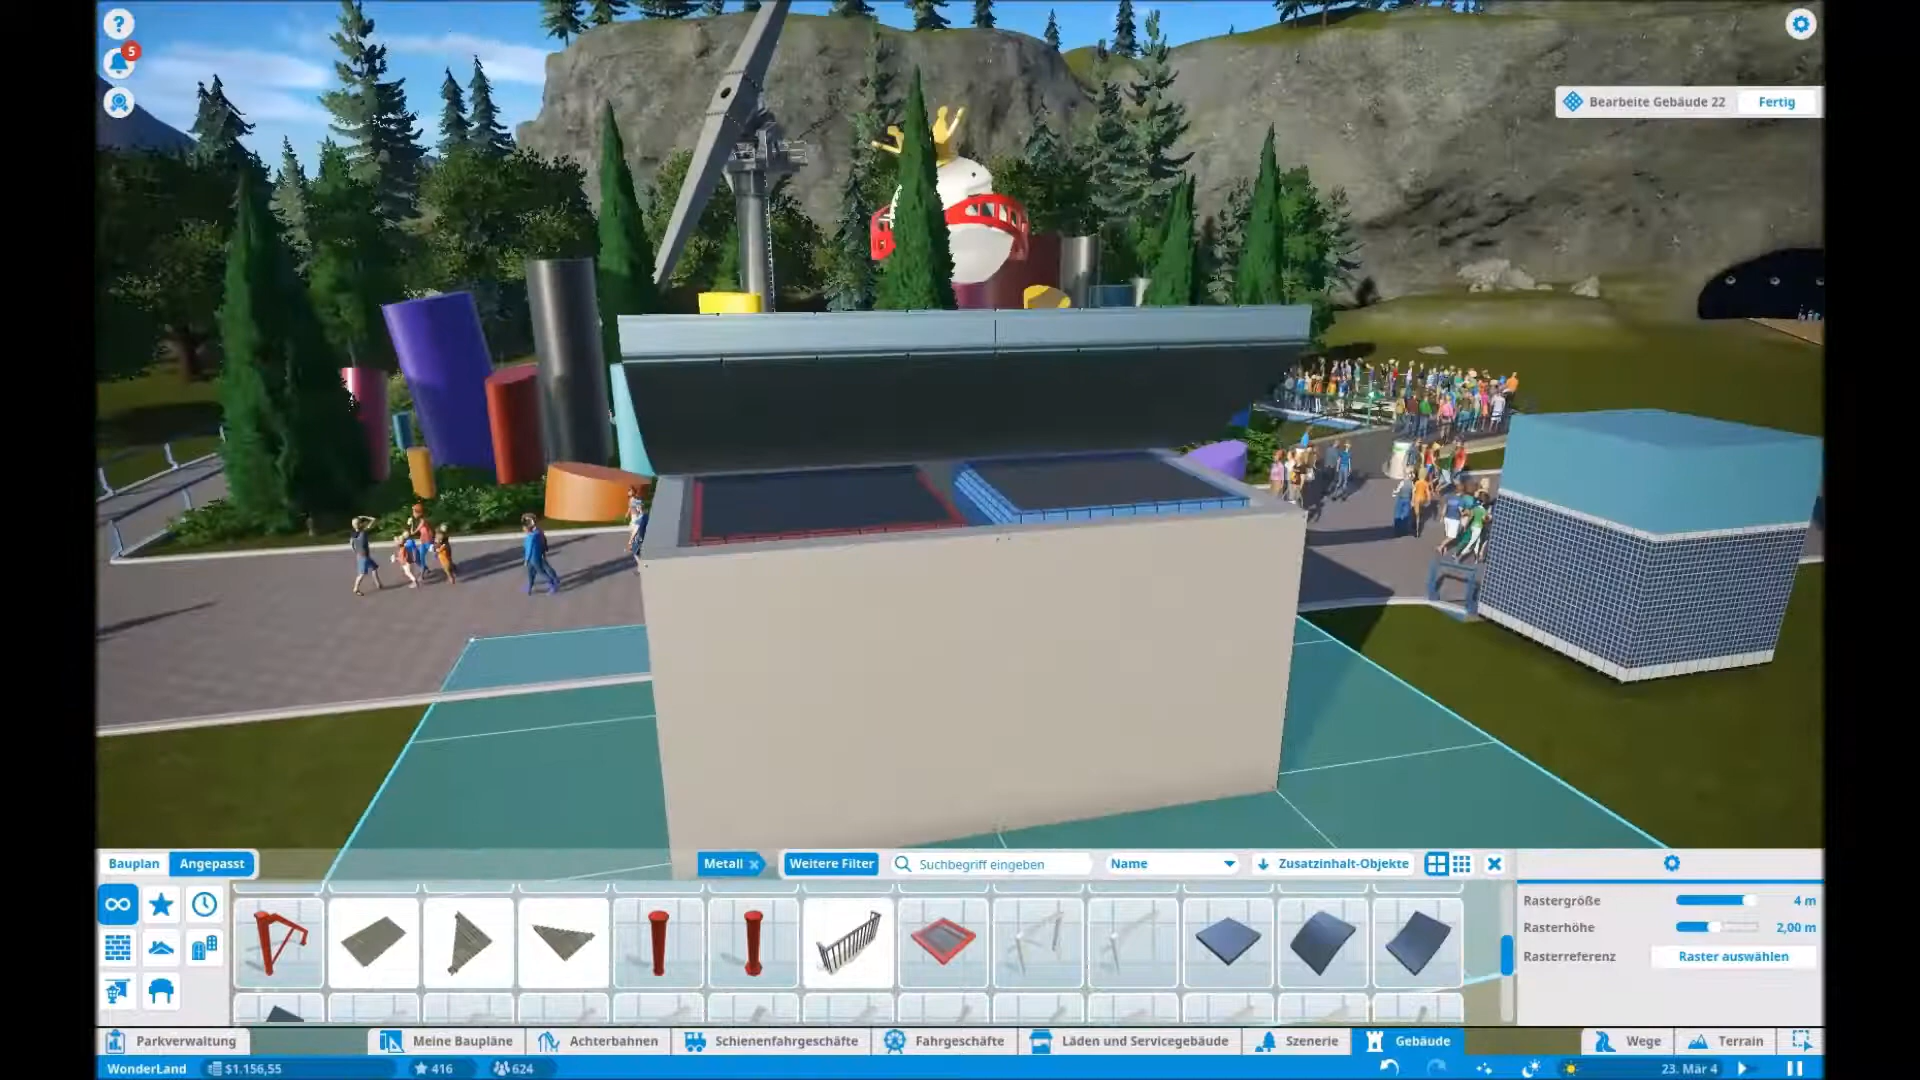 ?
5
Bearbeite Gebäude 22
Fertig
Bauplan
Angepasst
Metall
Weitere Filter
Suchbegriff eingeben
Name
Zusatzinhalt-Objekte
Rastergröße
4 m
Rasterhöhe
2,00 m
Rasterreferenz
Raster auswählen
Parkverwaltung
Meine Baupläne
Achterbahnen
Schienenfahrgeschäfte
Fahrgeschäfte
Läden und Servicegebäude
Szenerie
Gebäude
Wege
Terrain
WonderLand
$1.156,55
416
624
23. Mär 4